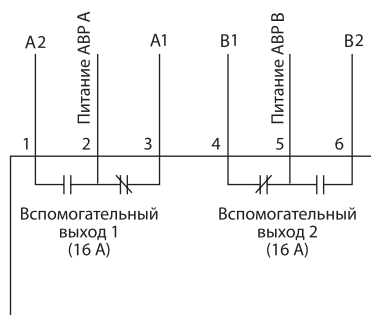 A2
Питание АВР А
A1
B1
Питание АВР В
B2
1
2
3
4
5
6
Вспомогательный
выход 1
(16 А)
Вспомогательный
выход 2
(16 А)